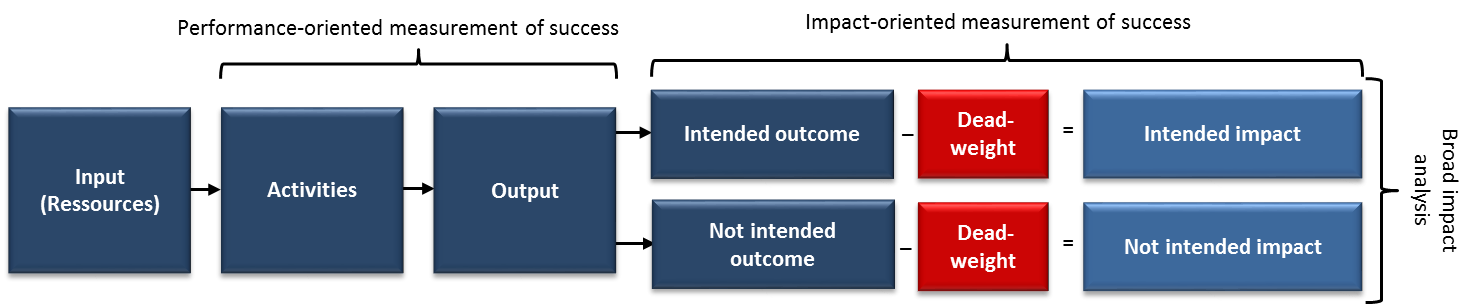 Performance-oriented measurement of success
Impact-oriented measurement of success
Input
(Ressources)
Activities
Output
Intended outcome
–
Dead-
weight
=
Intended impact
Not intended
outcome
–
Dead-
weight
=
Not intended impact
Broad impact
analysis